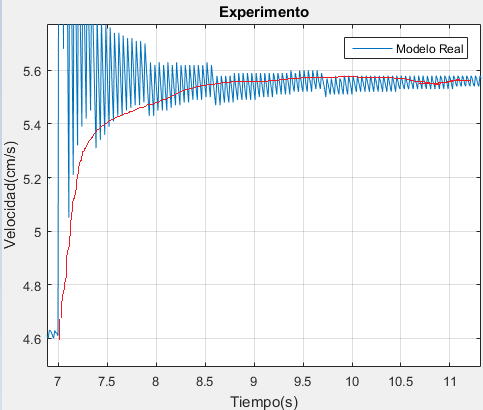 Experimento
Modelo Real
Velocidad(cm/s)
5.6
5.4
5.2
5
4.8
4.6
7 7.5 8 8.5 9 9.5 10 10.5 11
Tiempo(s)